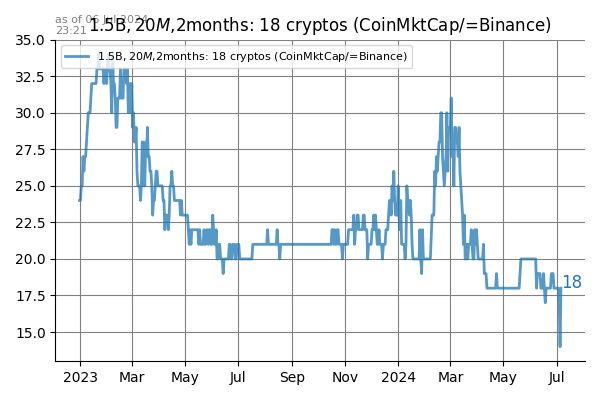 as of 05 Jul 2024
23:21
1.5B, 20M, 2months: 18 cryptos (CoinMktCap/=Binance)
1.5B, 20M, 2months: 18 cryptos (CoinMktCap/=Binance)
35.0
32.5
30.0
27.5
25.0
22.5
20.0
17.5
15.0
18
2023 Mar May Jul Sep Nov 2024 Mar May Jul